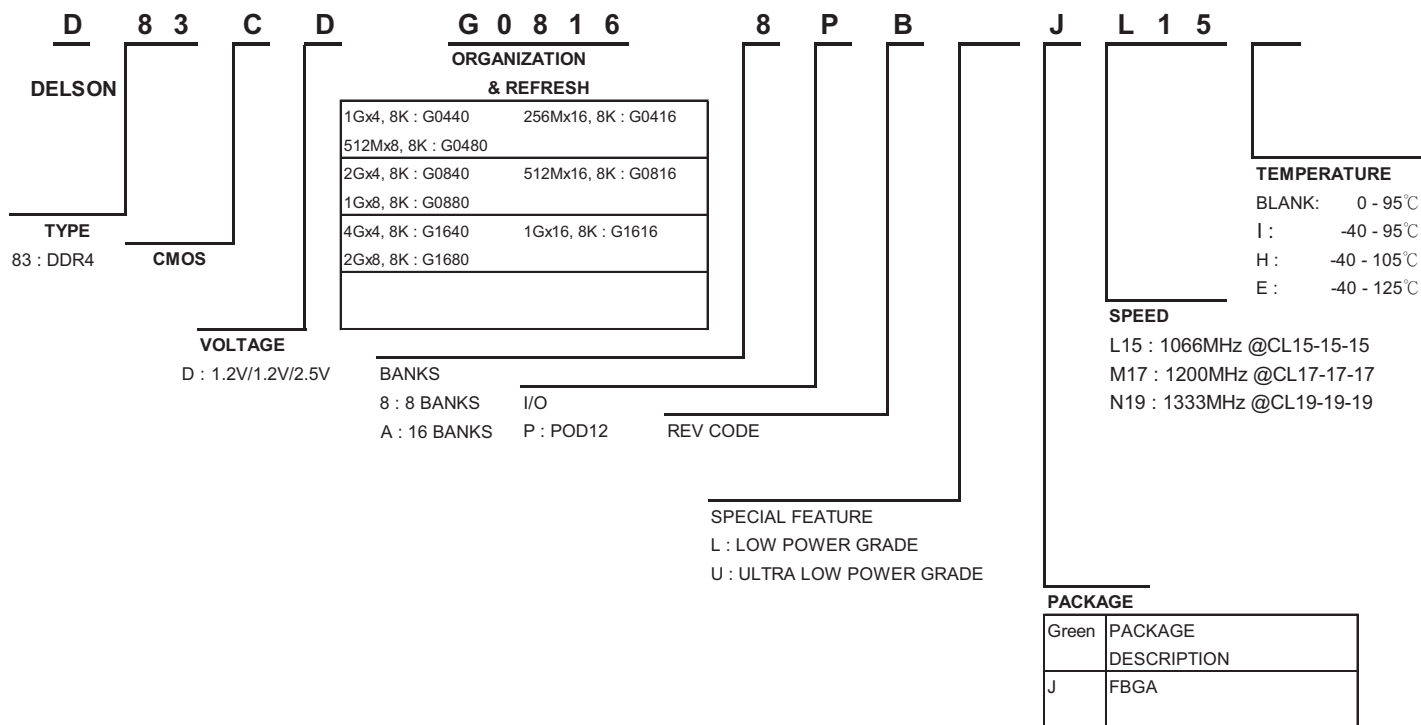 D 8 3 C D G 0 8 1 6 8 P B J L 1 5
ORGANIZATION
& REFRESH
DELSON
1Gx4, 8K : G0440 256Mx16, 8K : G0416
512Mx8, 8K : G0480
2Gx4, 8K : G0840 512Mx16, 8K : G0816
1Gx8, 8K : G0880
4Gx4, 8K : G1640 1Gx16, 8K : G1616
2Gx8, 8K : G1680
TYPE
83 : DDR4
CMOS
VOLTAGE
D : 1.2V/1.2V/2.5V
BANKS
8 : 8 BANKS
A : 16 BANKS
I/O
P : POD12
REV CODE
SPECIAL FEATURE
L : LOW POWER GRADE
U : ULTRA LOW POWER GRADE
TEMPERATURE
BLANK: 0 - 95℃
I : -40 - 95℃
H : -40 - 105℃
E : -40 - 125℃
SPEED
L15 : 1066MHz @CL15-15-15
M17 : 1200MHz @CL17-17-17
N19 : 1333MHz @CL19-19-19
PACKAGE
Green PACKAGE
DESCRIPTION
J FBGA